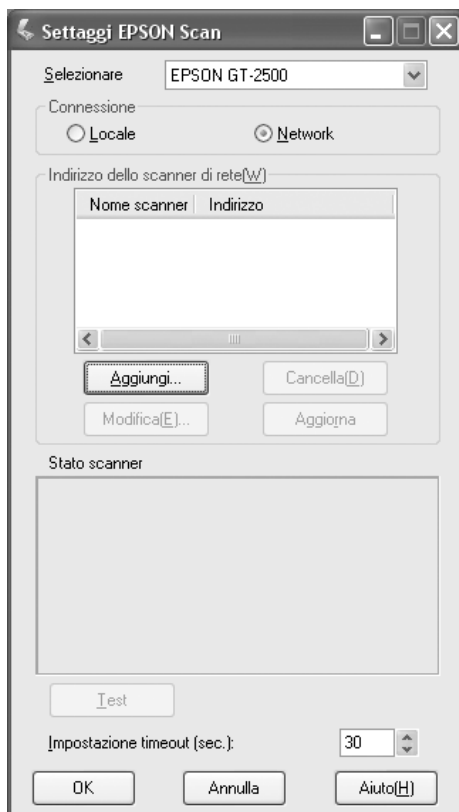 Settaggi EPSON Scan
Selezionare EPSON GT-2500
Connessione
Locale Network
Indirizzo dello scanner di rete(W)
Nome scanner Indirizzo
Aggiungi... Cancella(D)
Modifica(E)... Aggiorna
Stato scanner
Test
Impostazione timeout (sec.): 30
OK Annulla Aiuto(H)